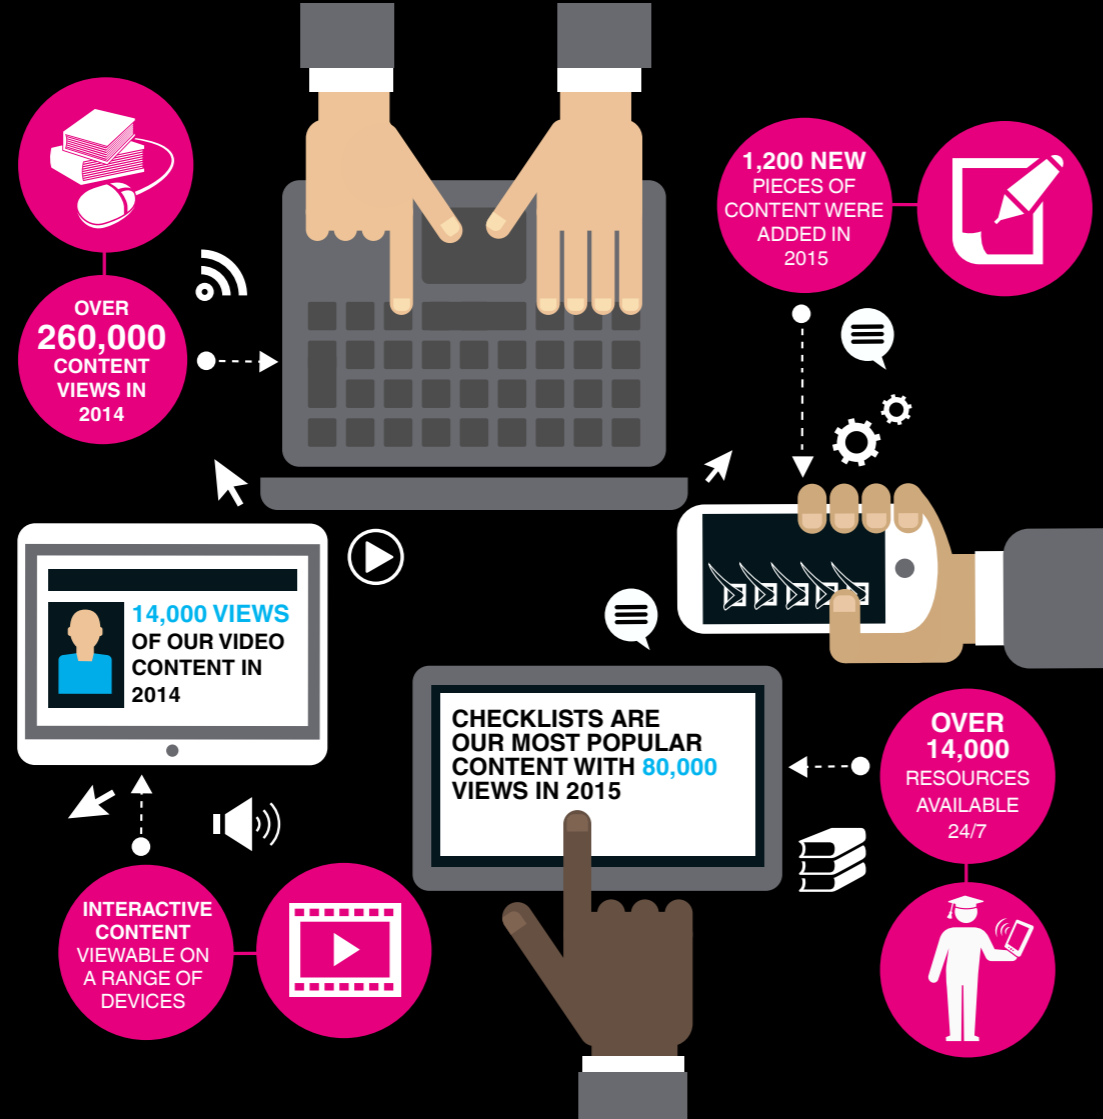 OVER
260,000
CONTENT
VIEWS IN
2014
1,200 NEW
PIECES OF
CONTENT WERE
ADDED IN
2015
14,000 VIEWS
OF OUR VIDEO
CONTENT IN
2014
CHECKLISTS ARE
OUR MOST POPULAR
CONTENT WITH 80,000
VIEWS IN 2015
OVER
14,000
RESOURCES
AVAILABLE
24/7
INTERACTIVE
CONTENT
VIEWABLE ON
A RANGE OF
DEVICES